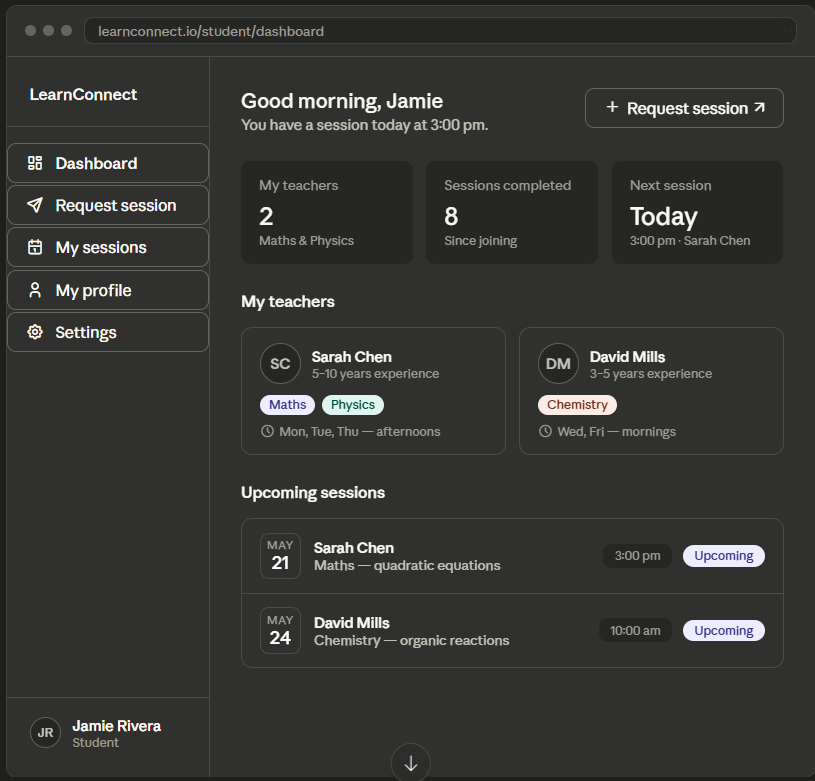 learnconnect.io/student/dashboard
LearnConnect
Dashboard
Request session
My sessions
My profile
Settings
JR
Jamie Rivera
Student
Good morning, Jamie
You have a session today at 3:00 pm.
+ Request session ↗
My teachers
2
Maths & Physics
Sessions completed
8
Since joining
Next session
Today
3:00 pm · Sarah Chen
My teachers
SC
Sarah Chen
5–10 years experience
Maths Physics
Mon, Tue, Thu — afternoons
DM
David Mills
3–5 years experience
Chemistry
Wed, Fri — mornings
Upcoming sessions
MAY
21
Sarah Chen
Maths — quadratic equations
3:00 pm
Upcoming
MAY
24
David Mills
Chemistry — organic reactions
10:00 am
Upcoming